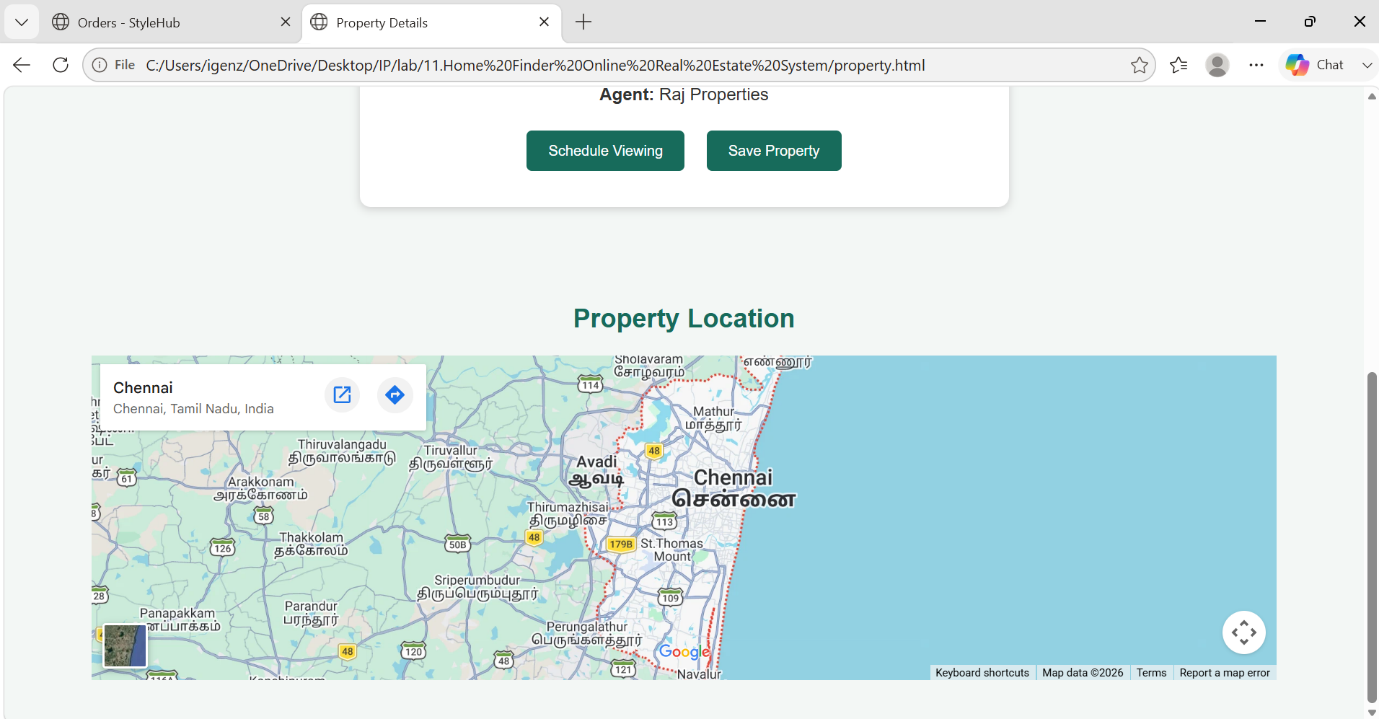 Orders - StyleHub
Property Details
File C:/Users/igenz/OneDrive/Desktop/IP/lab/11.Home%20Finder%20Online%20Real%20Estate%20System/property.html
Chat
Agent: Raj Properties
Schedule Viewing
Save Property
Property Location
Chennai
Chennai, Tamil Nadu, India
Sholavaram
சோழவரம்
எண்ணூர்
114
Mathur
மாத்தூர்
Thiruvalangadu
திருவாலங்காடு
Tiruvallur
திருவள்ளூர்
48
Avadi
ஆவடி
Chennai
சென்னை
61
Arakkonam
அரக்கோணம்
58
Thirumazhisai
திருமழிசை
113
Thakkolam
தக்கோலம்
126
50B
48
179B
St.Thomas
Mount
Sriperumbudur
ஸ்ரீபெரும்புதூர்
28
109
Panapakkam
Parandur
பரந்தூர்
Perungalathur
பெருங்களத்தூர்
48
120
48
Google
121
Navalur
Keyboard shortcuts
Map data ©2026
Terms
Report a map error